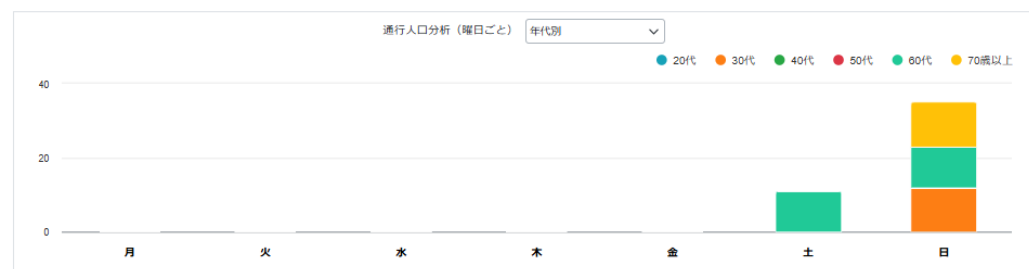 通行人口分析（曜日ごと） 年代別
20代 30代 40代 50代 60代 70歳以上
40
20
0
月 火 水 木 金 土 日